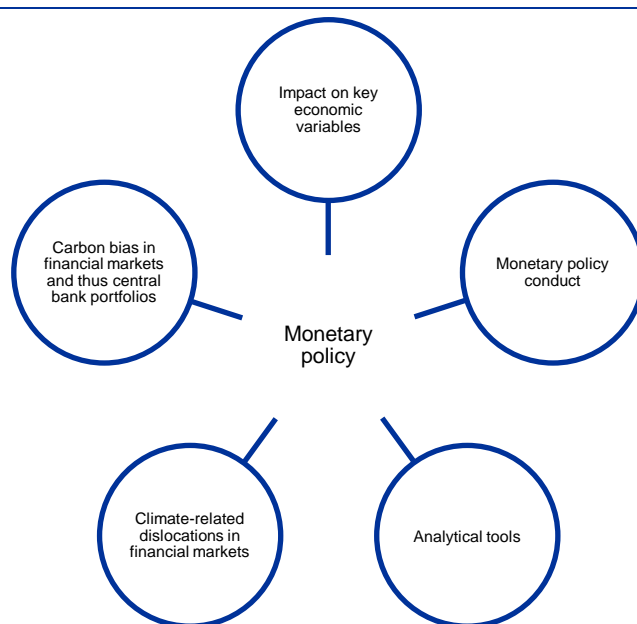 Impact on key
economic
variables
Carbon bias in
financial markets
and thus central
bank portfolios
Monetary policy
conduct
Monetary
policy
Climate-related
dislocations in
financial markets
Analytical tools